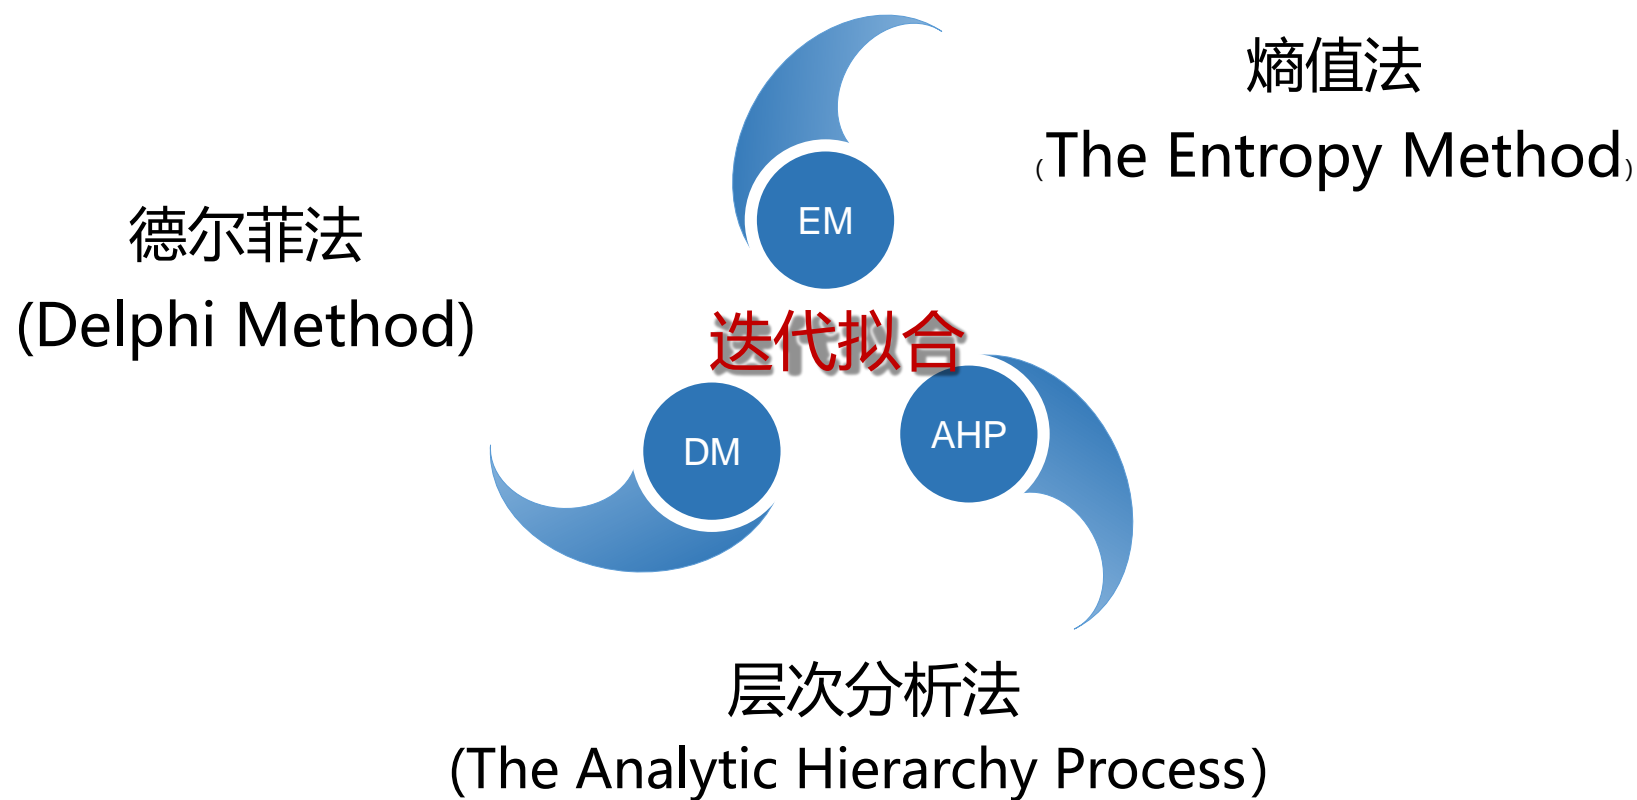 熵值法
(The Entropy Method)
EM
德尔菲法
(Delphi Method)
迭代拟合
DM
AHP
层次分析法
(The Analytic Hierarchy Process)